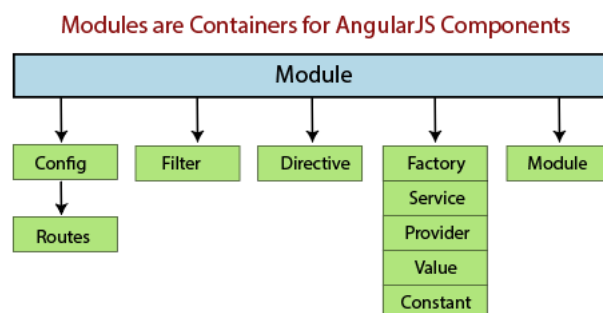 Modules are Containers for AngularJS Components
Module
Config
Filter
Directive
Factory
Module
Service
Routes
Provider
Value
Constant